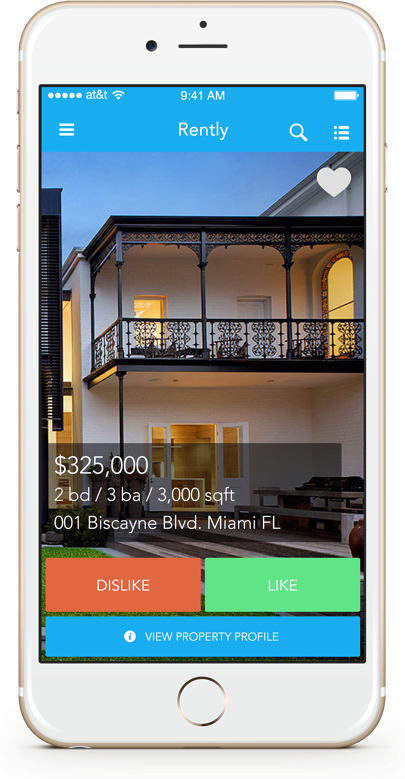 at&t 9:41 AM
Rently
$325,000
2 bd / 3 ba / 3,000 sqft
001 Biscayne Blvd. Miami FL
DISLIKE LIKE
VIEW PROPERTY PROFILE